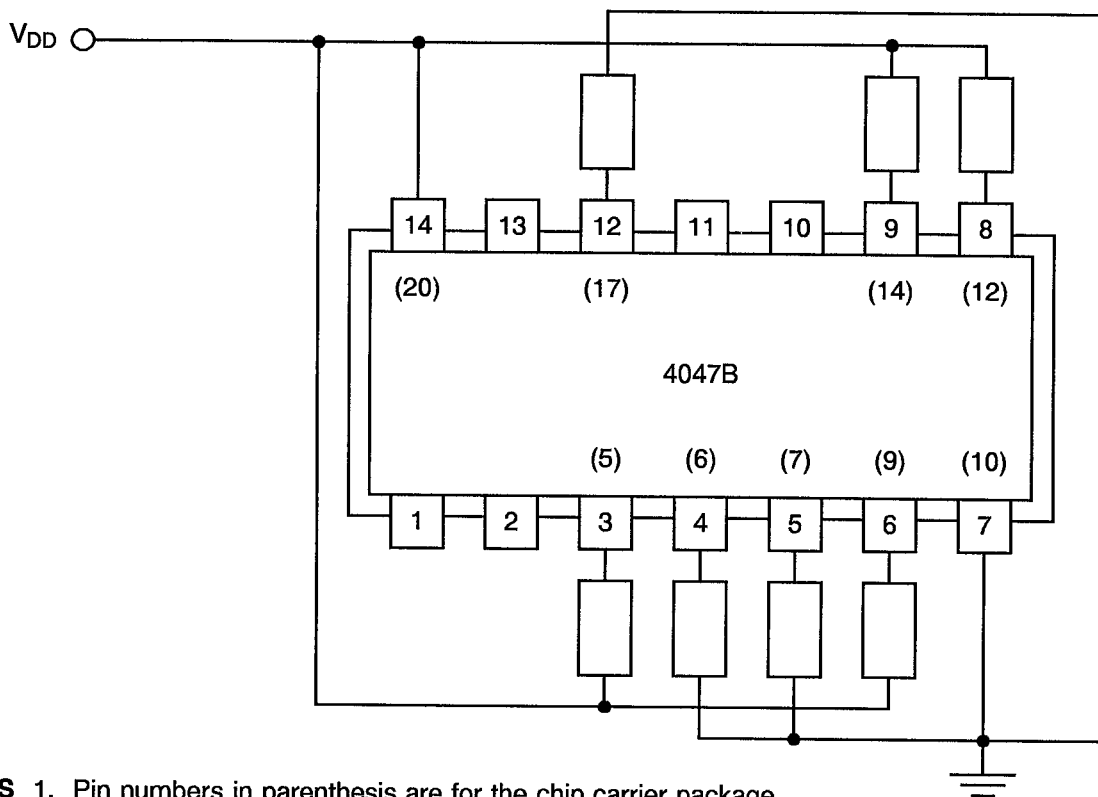 VDD
14 13 12 11 10 9 8
(20) (17) (14) (12)
4047B
(5) (6) (7) (9) (10)
1 2 3 4 5 6 7
S 1. Pin numbers in parenthesis are for the chip carrier package